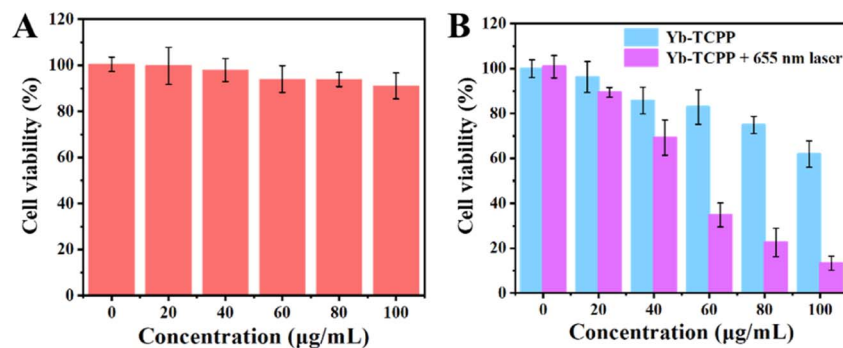 A
Cell viability (%)
120
100
80
60
40
20
0
0 20 40 60 80 100
Concentration (µg/mL)
B
Yb-TCPP
Yb-TCPP + 655 nm laser
Cell viability (%)
120
100
80
60
40
20
0
0 20 40 60 80 100
Concentration (µg/mL)